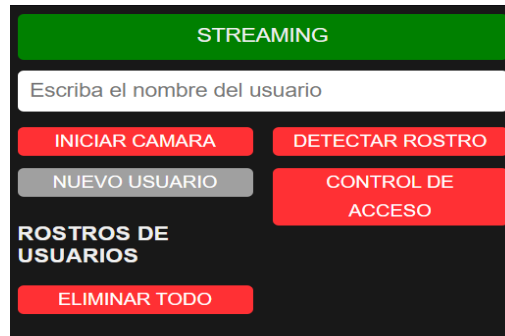 STREAMING
Escriba el nombre del usuario
INICIAR CAMARA
DETECTAR ROSTRO
NUEVO USUARIO
CONTROL DE
ACCESO
ROSTROS DE
USUARIOS
ELIMINAR TODO